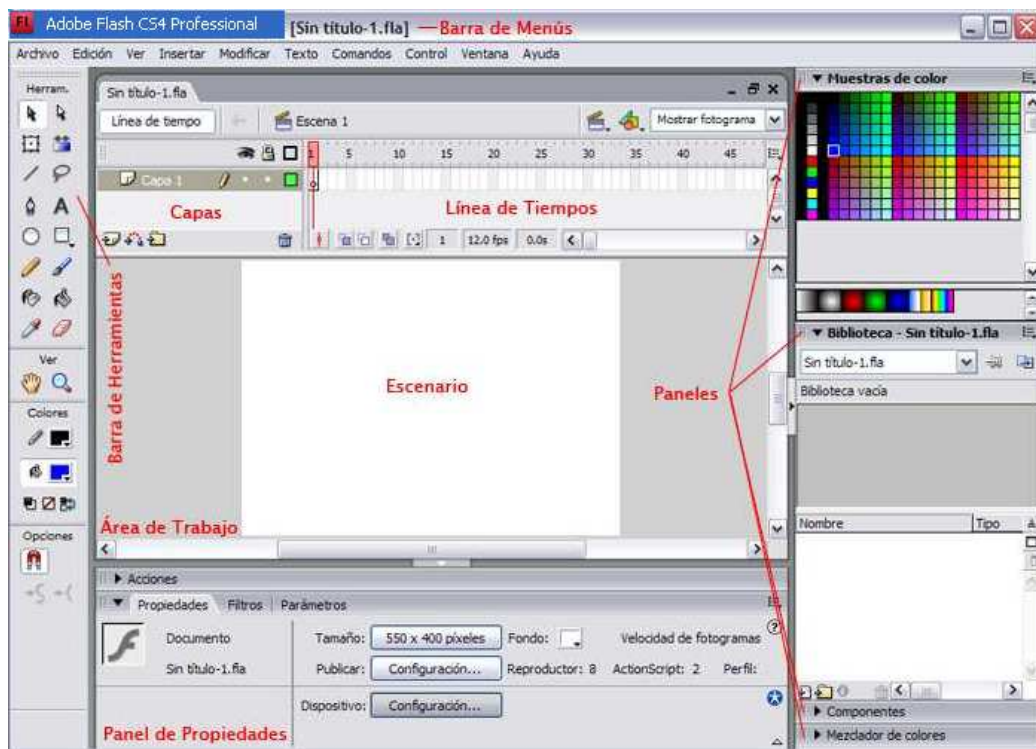 FL Adobe Flash CS4 Professional [Sin título-1.fla] Barra de Menús
Archivo Edición Ver Insertar Modificar Texto Comandos Control Ventana Ayuda
Herram.
Ver
Colores
Opciones
Barra de Herramientas
Sin título-1.fla
Línea de tiempo Escena 1 Mostrar fotograma
1 5 10 15 20 25 30 35 40 45
Capa 1
Capas Línea de Tiempos
1 12.0 fps 0.0s
Escenario
Paneles
Área de Trabajo
Acciones
Propiedades Filtros Parámetros
Documento Tamaño: 550 x 400 píxeles Fondo: Velocidad de fotogramas
Sin título-1.fla Publicar: Configuración... Reproductor: 8 ActionScript: 2 Perfil:
Dispositivo: Configuración...
Panel de Propiedades
Muestras de color
Biblioteca - Sin título-1.fla
Sin título-1.fla
Biblioteca vacía
Nombre Tipo
Componentes
Mezclador de colores